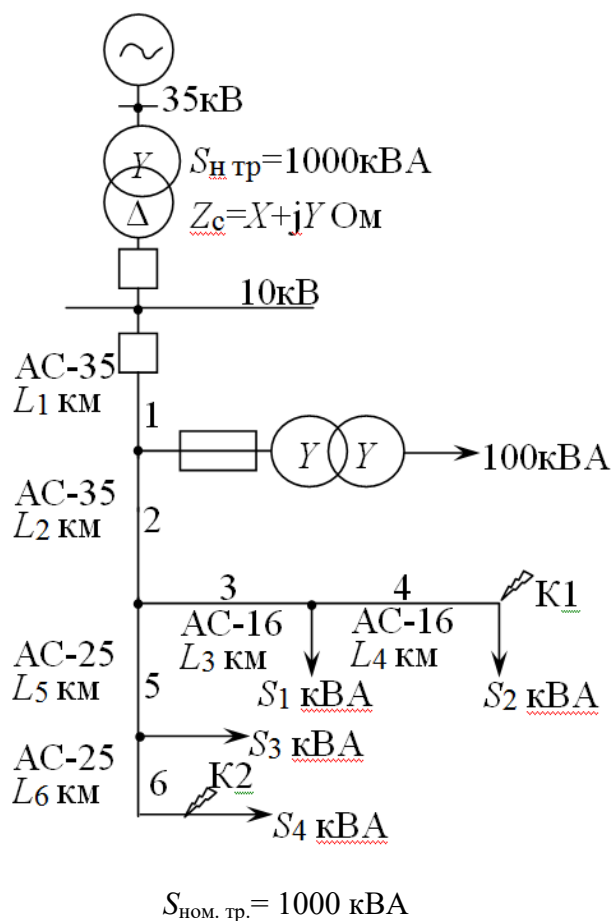 35кВ
Y
Sн тр=1000кВА
Δ
Zс=X+jY Ом
10кВ
АС-35
L1 км
1
Y Y
100кВА
АС-35
L2 км
2
3
4
К1
АС-16
L3 км
АС-16
L4 км
АС-25
L5 км
5
S1 кВА
S2 кВА
S3 кВА
АС-25
L6 км
6
К2
S4 кВА
Sном. тр.= 1000 кВА